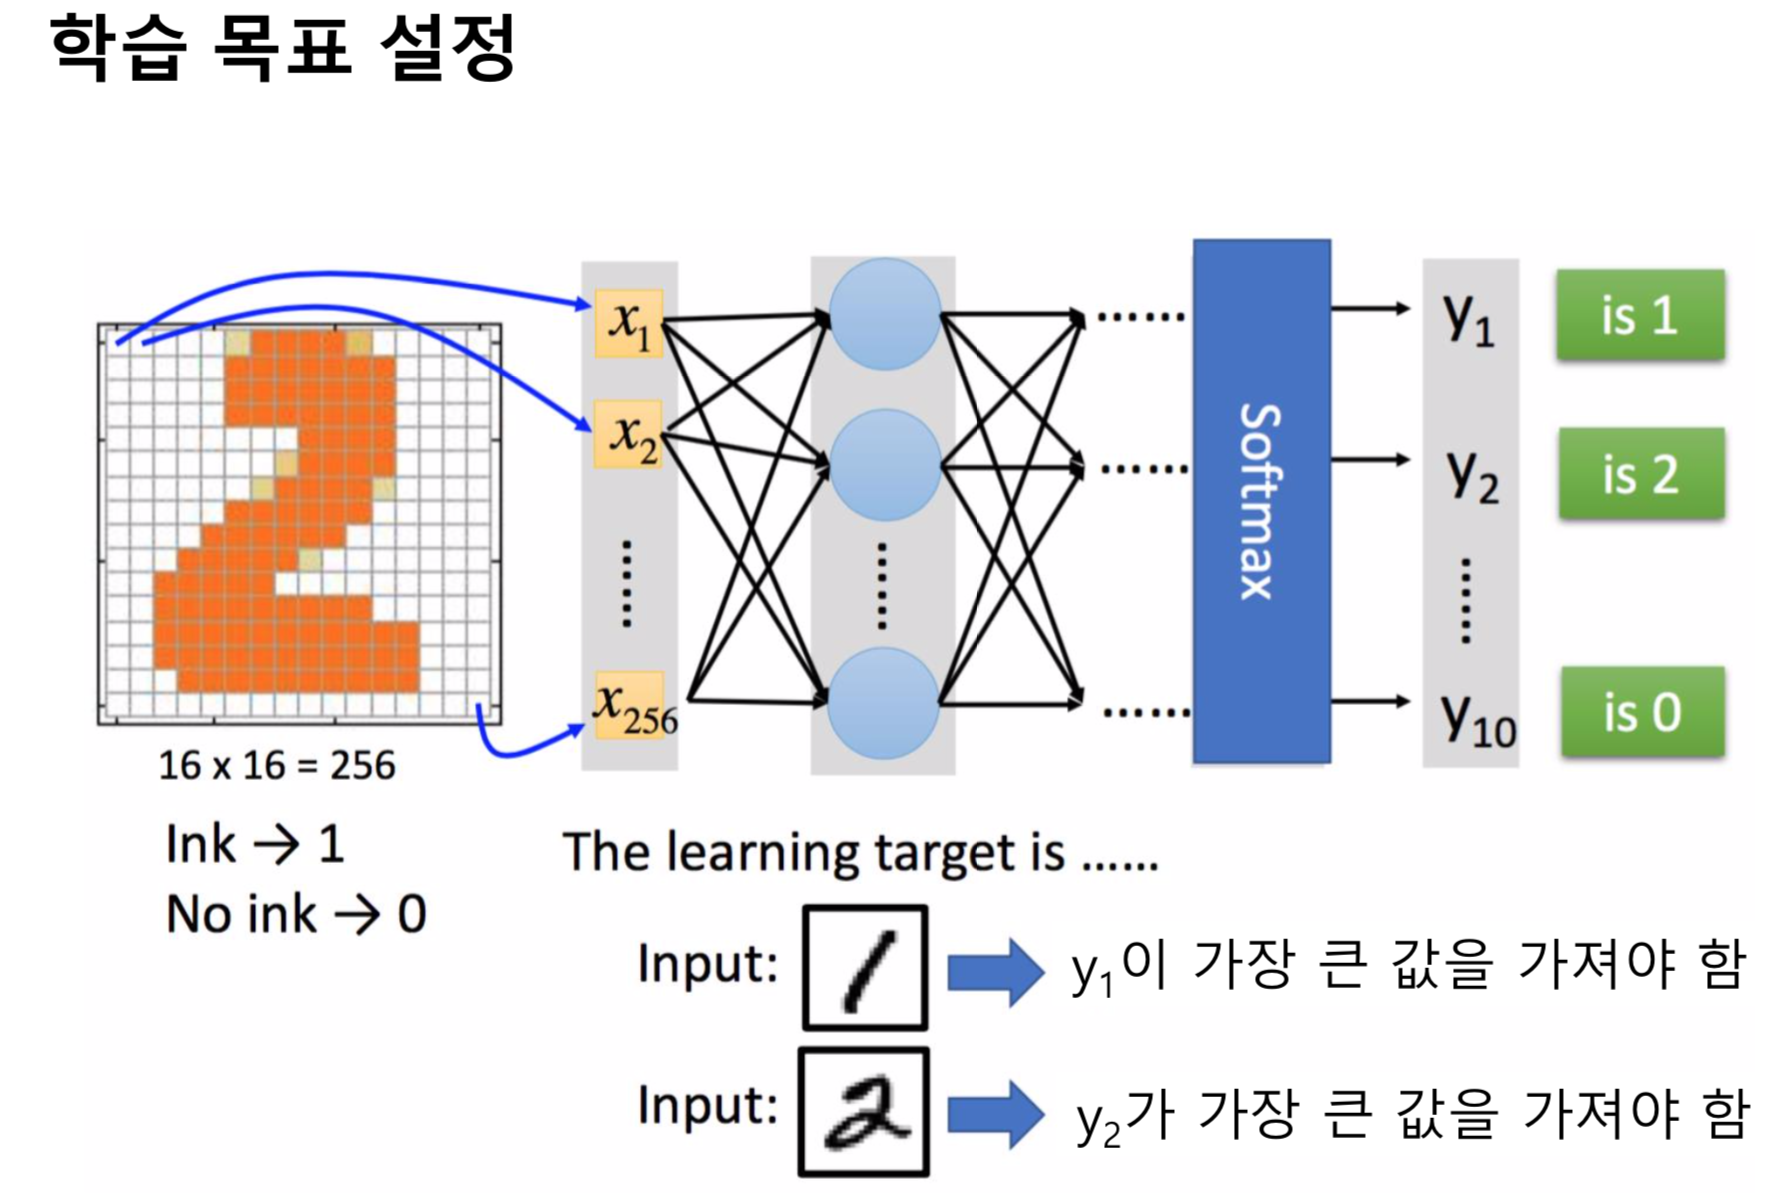 학습 목표 설정
x1
x2
......
x256
......
......
......
......
Softmax
y1
y2
......
y10
is 1
is 2
is 0
16 x 16 = 256
Ink → 1
No ink → 0
The learning target is ......
Input: 1 y1이 가장 큰 값을 가져야 함
Input: 2 y2가 가장 큰 값을 가져야 함